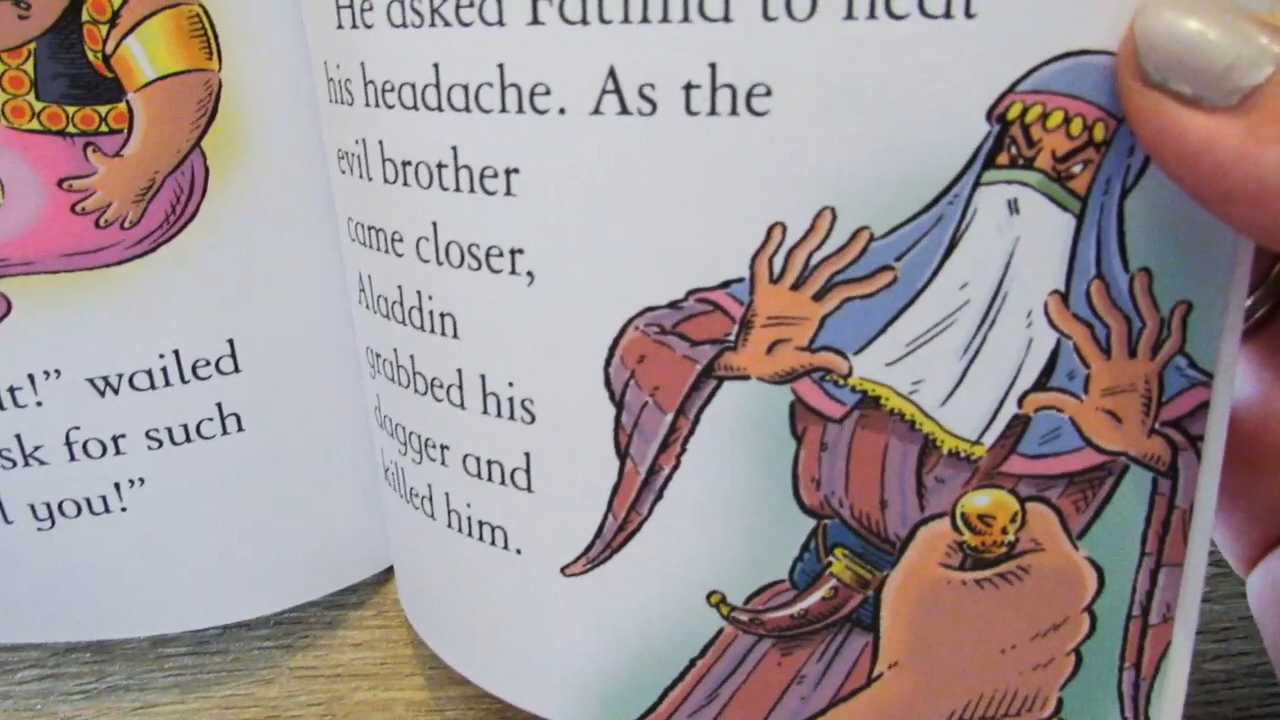 it!” wailed
sk for such
l you!”
He asked Fatima to heal
his headache. As the
evil brother
came closer,
Aladdin
grabbed his
dagger and
killed him.